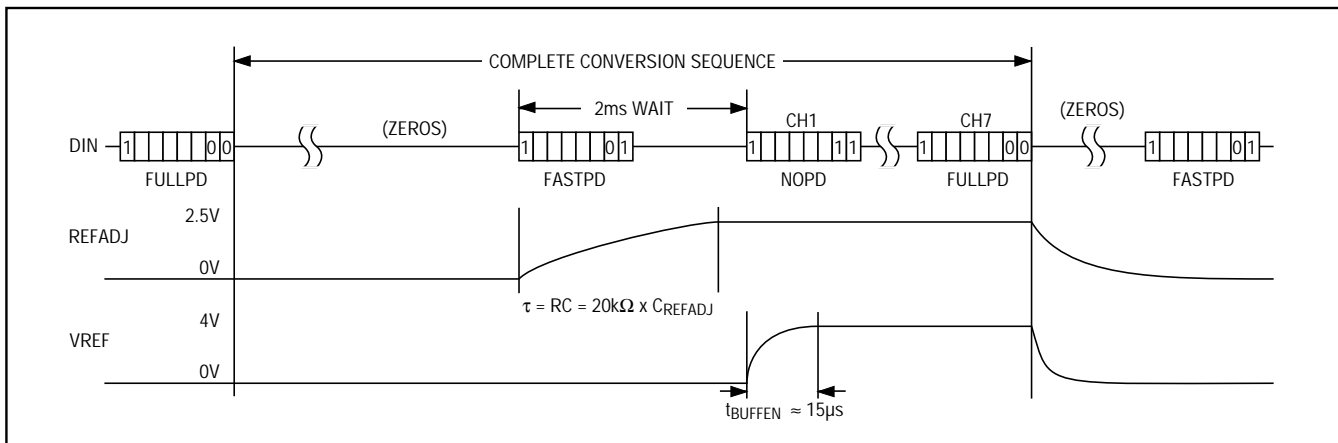 COMPLETE CONVERSION SEQUENCE
2ms WAIT
(ZEROS)
CH1
CH7
(ZEROS)
DIN
1 0 0
1 0 1
1 1 1
1 0 0
1 0 1
FULLPD
FASTPD
NOPD
FULLPD
FASTPD
2.5V
REFADJ
0V
τ = RC = 20kΩ x CREFADJ
4V
VREF
0V
tBUFFEN ≈ 15µs